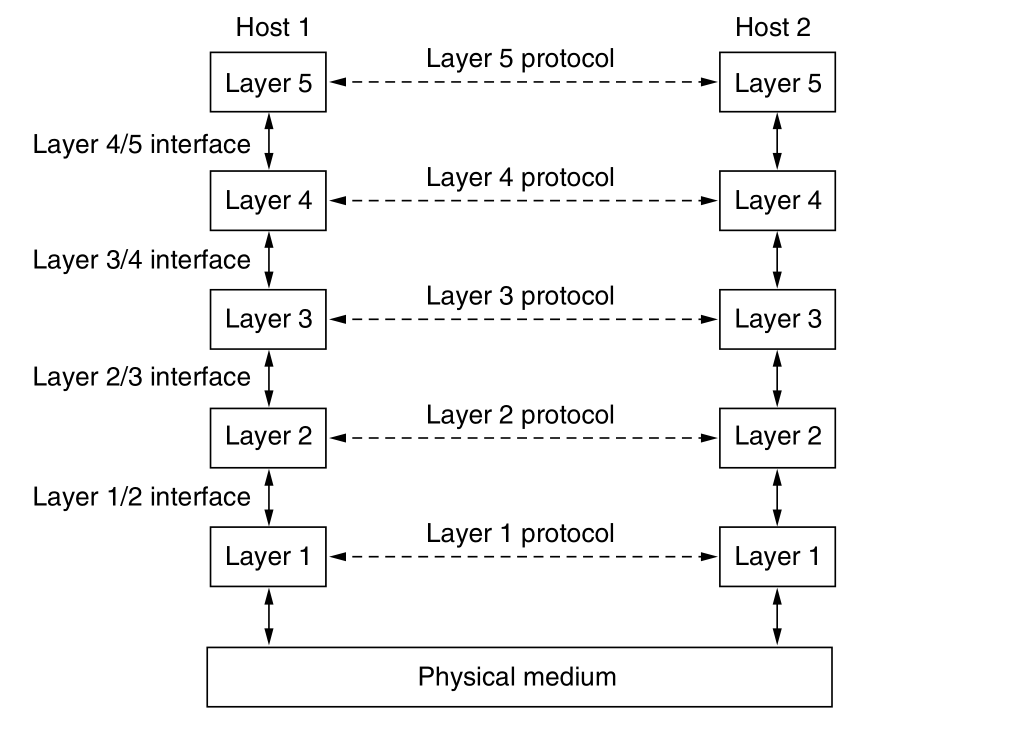 Host 1 Host 2
Layer 5 Layer 5 protocol Layer 5
Layer 4/5 interface
Layer 4 Layer 4 protocol Layer 4
Layer 3/4 interface
Layer 3 Layer 3 protocol Layer 3
Layer 2/3 interface
Layer 2 Layer 2 protocol Layer 2
Layer 1/2 interface
Layer 1 Layer 1 protocol Layer 1
Physical medium